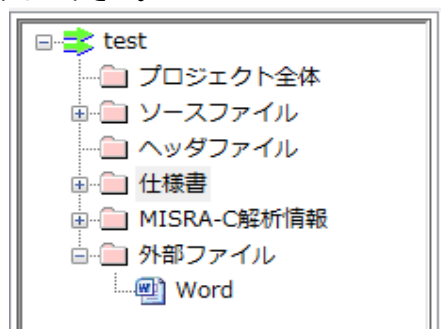 test
プロジェクト全体
ソースファイル
ヘッダファイル
仕様書
MISRA-C解析情報
外部ファイル
Word